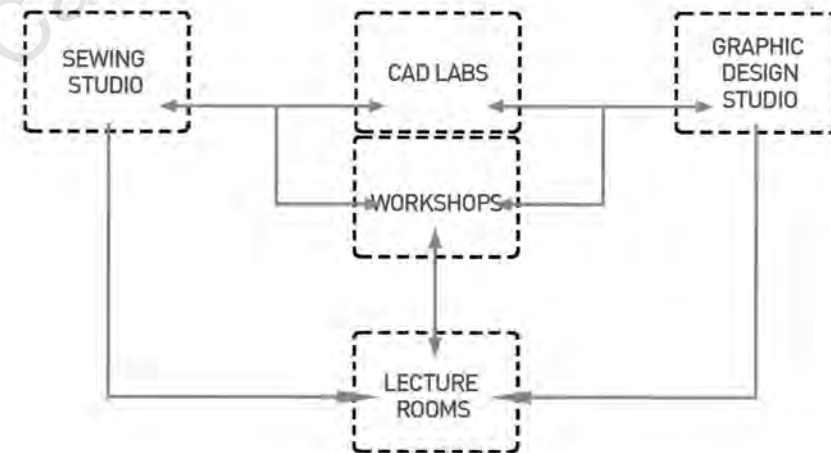 SEWING
STUDIO
CAD LABS
GRAPHIC
DESIGN
STUDIO
WORKSHOPS
LECTURE
ROOMS